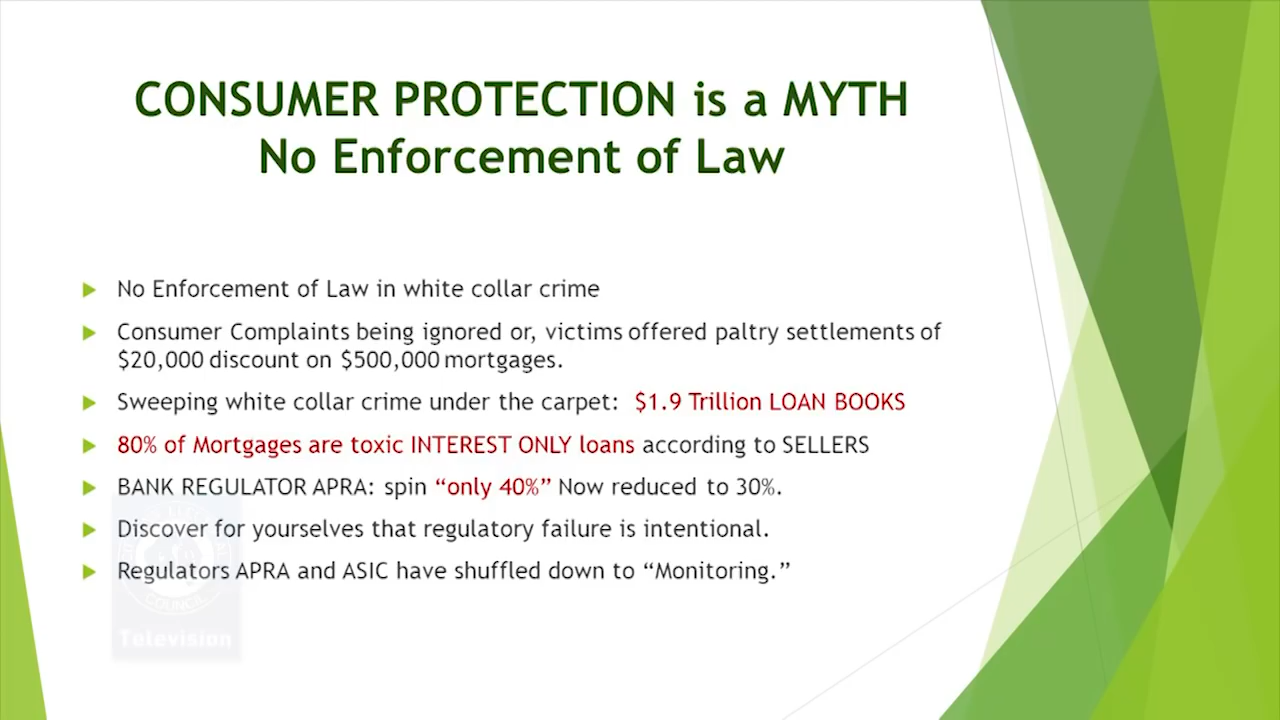 CONSUMER PROTECTION is a MYTH
No Enforcement of Law
No Enforcement of Law in white collar crime
Consumer Complaints being ignored or, victims offered paltry settlements of
$20,000 discount on $500,000 mortgages.
Sweeping white collar crime under the carpet: $1.9 Trillion LOAN BOOKS
80% of Mortgages are toxic INTEREST ONLY loans according to SELLERS
BANK REGULATOR APRA: spin “only 40%” Now reduced to 30%.
Discover for yourselves that regulatory failure is intentional.
Regulators APRA and ASIC have shuffled down to “Monitoring.”
COUNCIL
Television